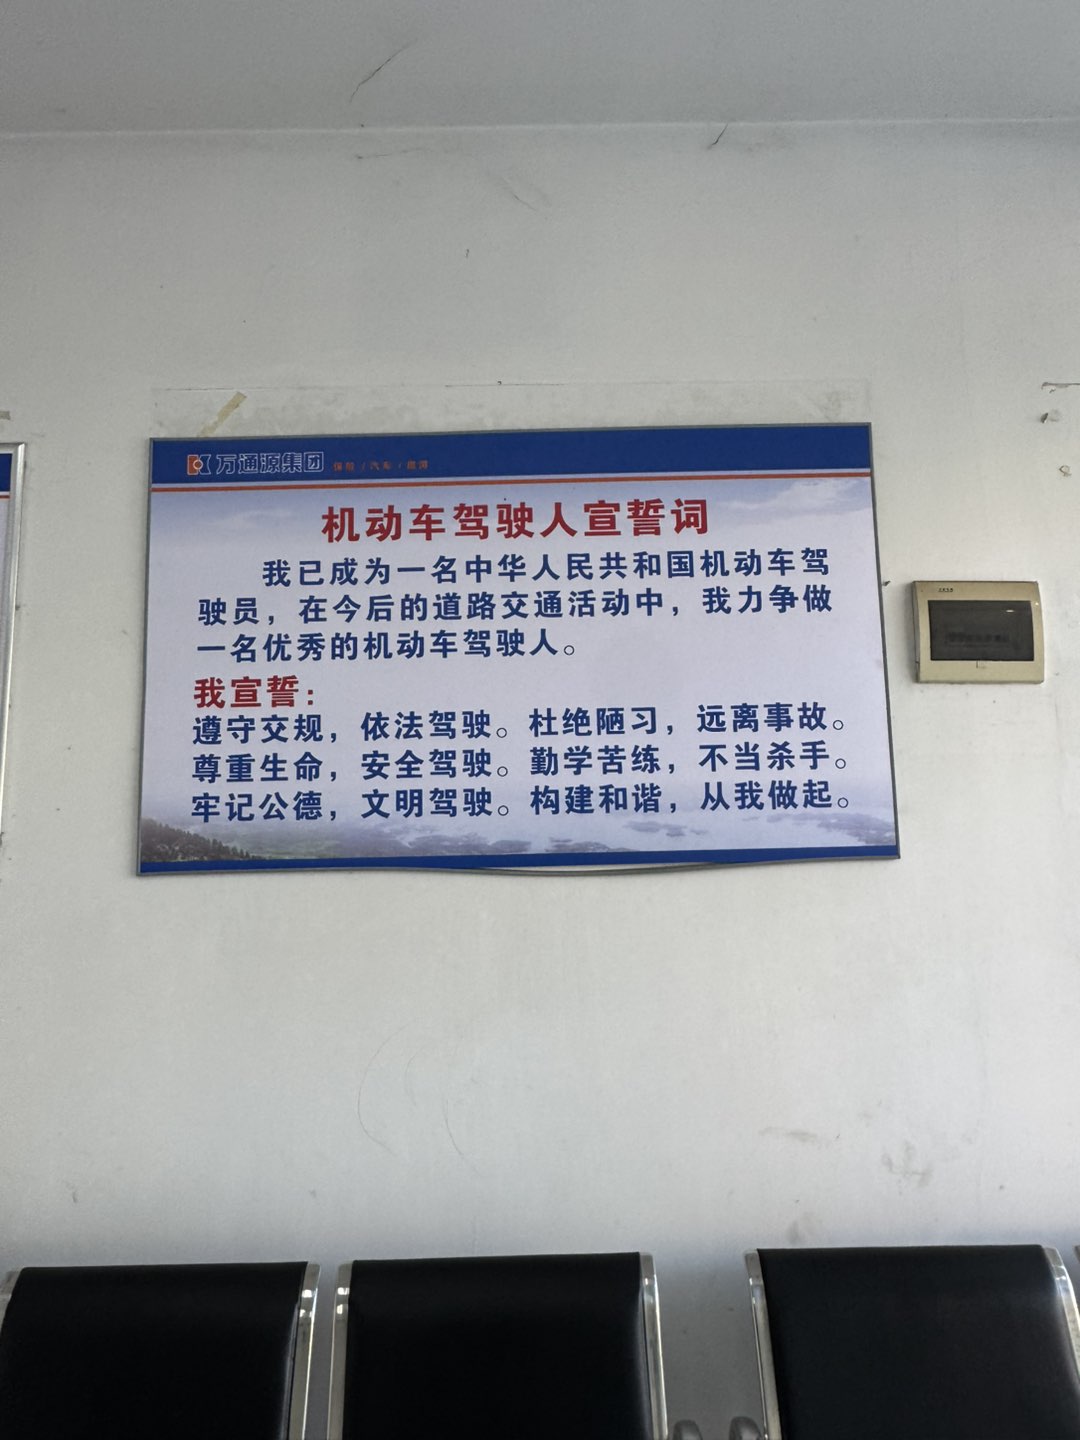 万通源集团 保险 / 汽车 /
机动车驾驶人宣誓词
我已成为一名中华人民共和国机动车驾
驶员，在今后的道路交通活动中，我力争做
一名优秀的机动车驾驶人。
我宣誓：
遵守交规，依法驾驶。杜绝陋习，远离事故。
尊重生命，安全驾驶。勤学苦练，不当杀手。
牢记公德，文明驾驶。构建和谐，从我做起。